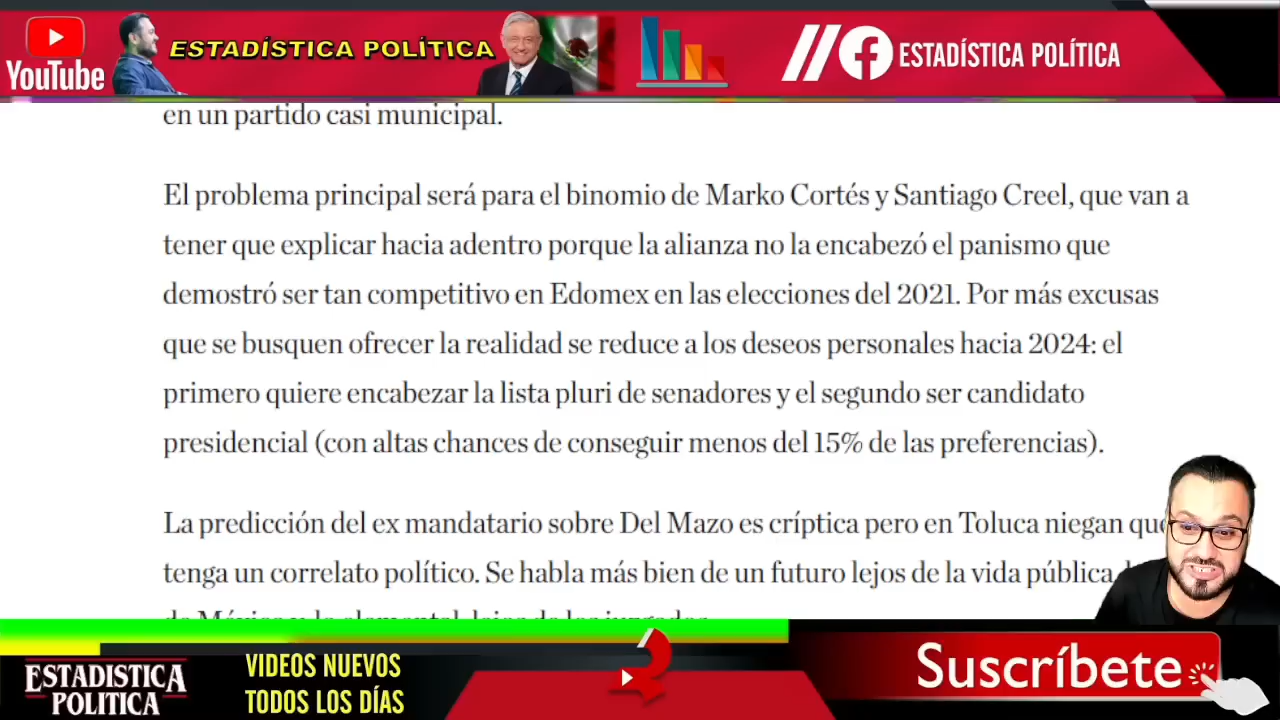 YouTube
ESTADÍSTICA POLÍTICA
ESTADÍSTICA POLÍTICA
en un partido casi municipal.
El problema principal será para el binomio de Marko Cortés y Santiago Creel, que van a
tener que explicar hacia adentro porque la alianza no la encabezó el panismo que
demostró ser tan competitivo en Edomex en las elecciones del 2021. Por más excusas
que se busquen ofrecer la realidad se reduce a los deseos personales hacia 2024: el
primero quiere encabezar la lista pluri de senadores y el segundo ser candidato
presidencial (con altas chances de conseguir menos del 15% de las preferencias).
La predicción del ex mandatario sobre Del Mazo es críptica pero en Toluca niegan que
tenga un correlato político. Se habla más bien de un futuro lejos de la vida pública,
ESTADISTICA
POLÍTICA
VIDEOS NUEVOS
TODOS LOS DÍAS
Suscríbete